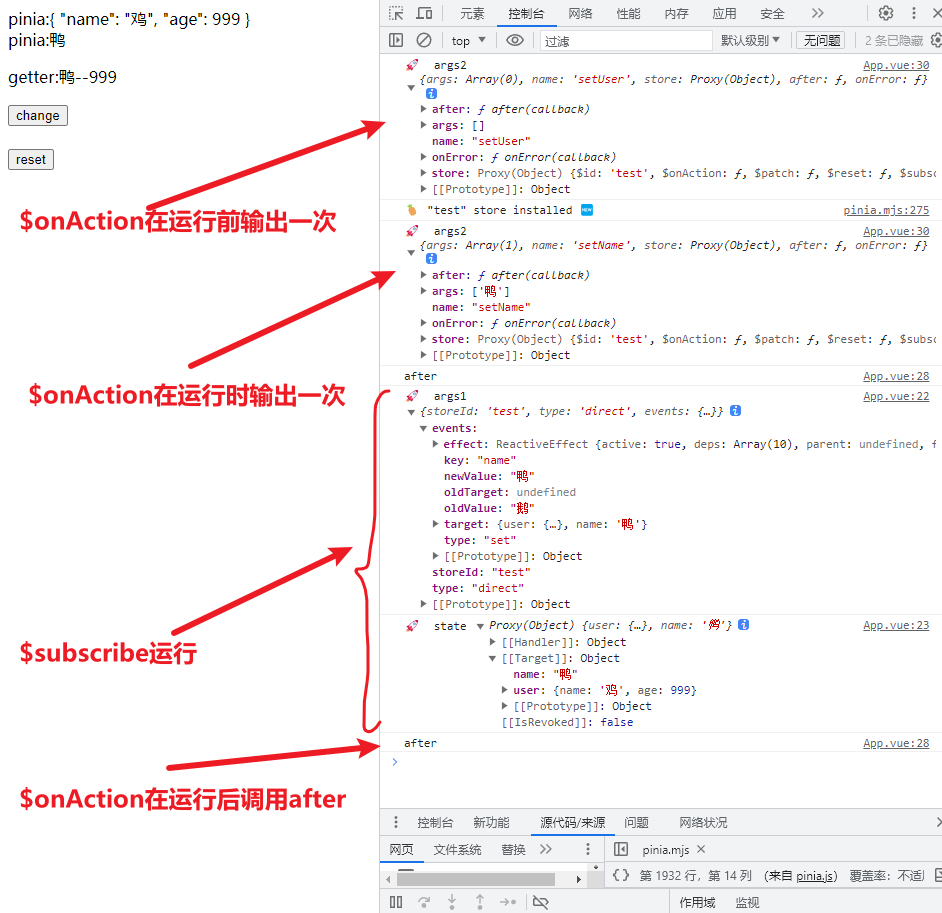 pinia:{ "name": "鸡", "age": 999 }
pinia:鸭
getter:鸭--999
change
reset
$onAction在运行前输出一次
$onAction在运行时输出一次
$subscribe运行
$onAction在运行后调用after
元素 控制台 网络 性能 内存 应用 安全
top 过滤 默认级别 无问题 2 条已隐藏
🚀 args2 App.vue:30
{args: Array(0), name: 'setUser', store: Proxy(Object), after: ƒ, onError: ƒ}
after: ƒ after(callback)
args: []
name: "setUser"
onError: ƒ onError(callback)
store: Proxy(Object) {$id: 'test', $onAction: ƒ, $patch: ƒ, $reset: ƒ, $subsc
[[Prototype]]: Object
🍍 "test" store installed 🆕 pinia.mjs:275
🚀 args2 App.vue:30
{args: Array(1), name: 'setName', store: Proxy(Object), after: ƒ, onError: ƒ}
after: ƒ after(callback)
args: ['鸭']
name: "setName"
onError: ƒ onError(callback)
store: Proxy(Object) {$id: 'test', $onAction: ƒ, $patch: ƒ, $reset: ƒ, $subsc
[[Prototype]]: Object
after App.vue:28
🚀 args1 App.vue:22
{storeId: 'test', type: 'direct', events: {…}}
events:
effect: ReactiveEffect {active: true, deps: Array(10), parent: undefined, f
key: "name"
newValue: "鸭"
oldTarget: undefined
oldValue: "鹅"
target: {user: {…}, name: '鸭'}
type: "set"
[[Prototype]]: Object
storeId: "test"
type: "direct"
[[Prototype]]: Object
🚀 state Proxy(Object) {user: {…}, name: '鸭'} App.vue:23
[[Handler]]: Object
[[Target]]: Object
name: "鸭"
user: {name: '鸡', age: 999}
[[Prototype]]: Object
[[IsRevoked]]: false
after App.vue:28
控制台 新功能 源代码/来源 问题 网络状况
网页 文件系统 替换 pinia.mjs
{} 第 1932 行，第 14 列 (来自 pinia.js) 覆盖率: 不适
作用域 监视